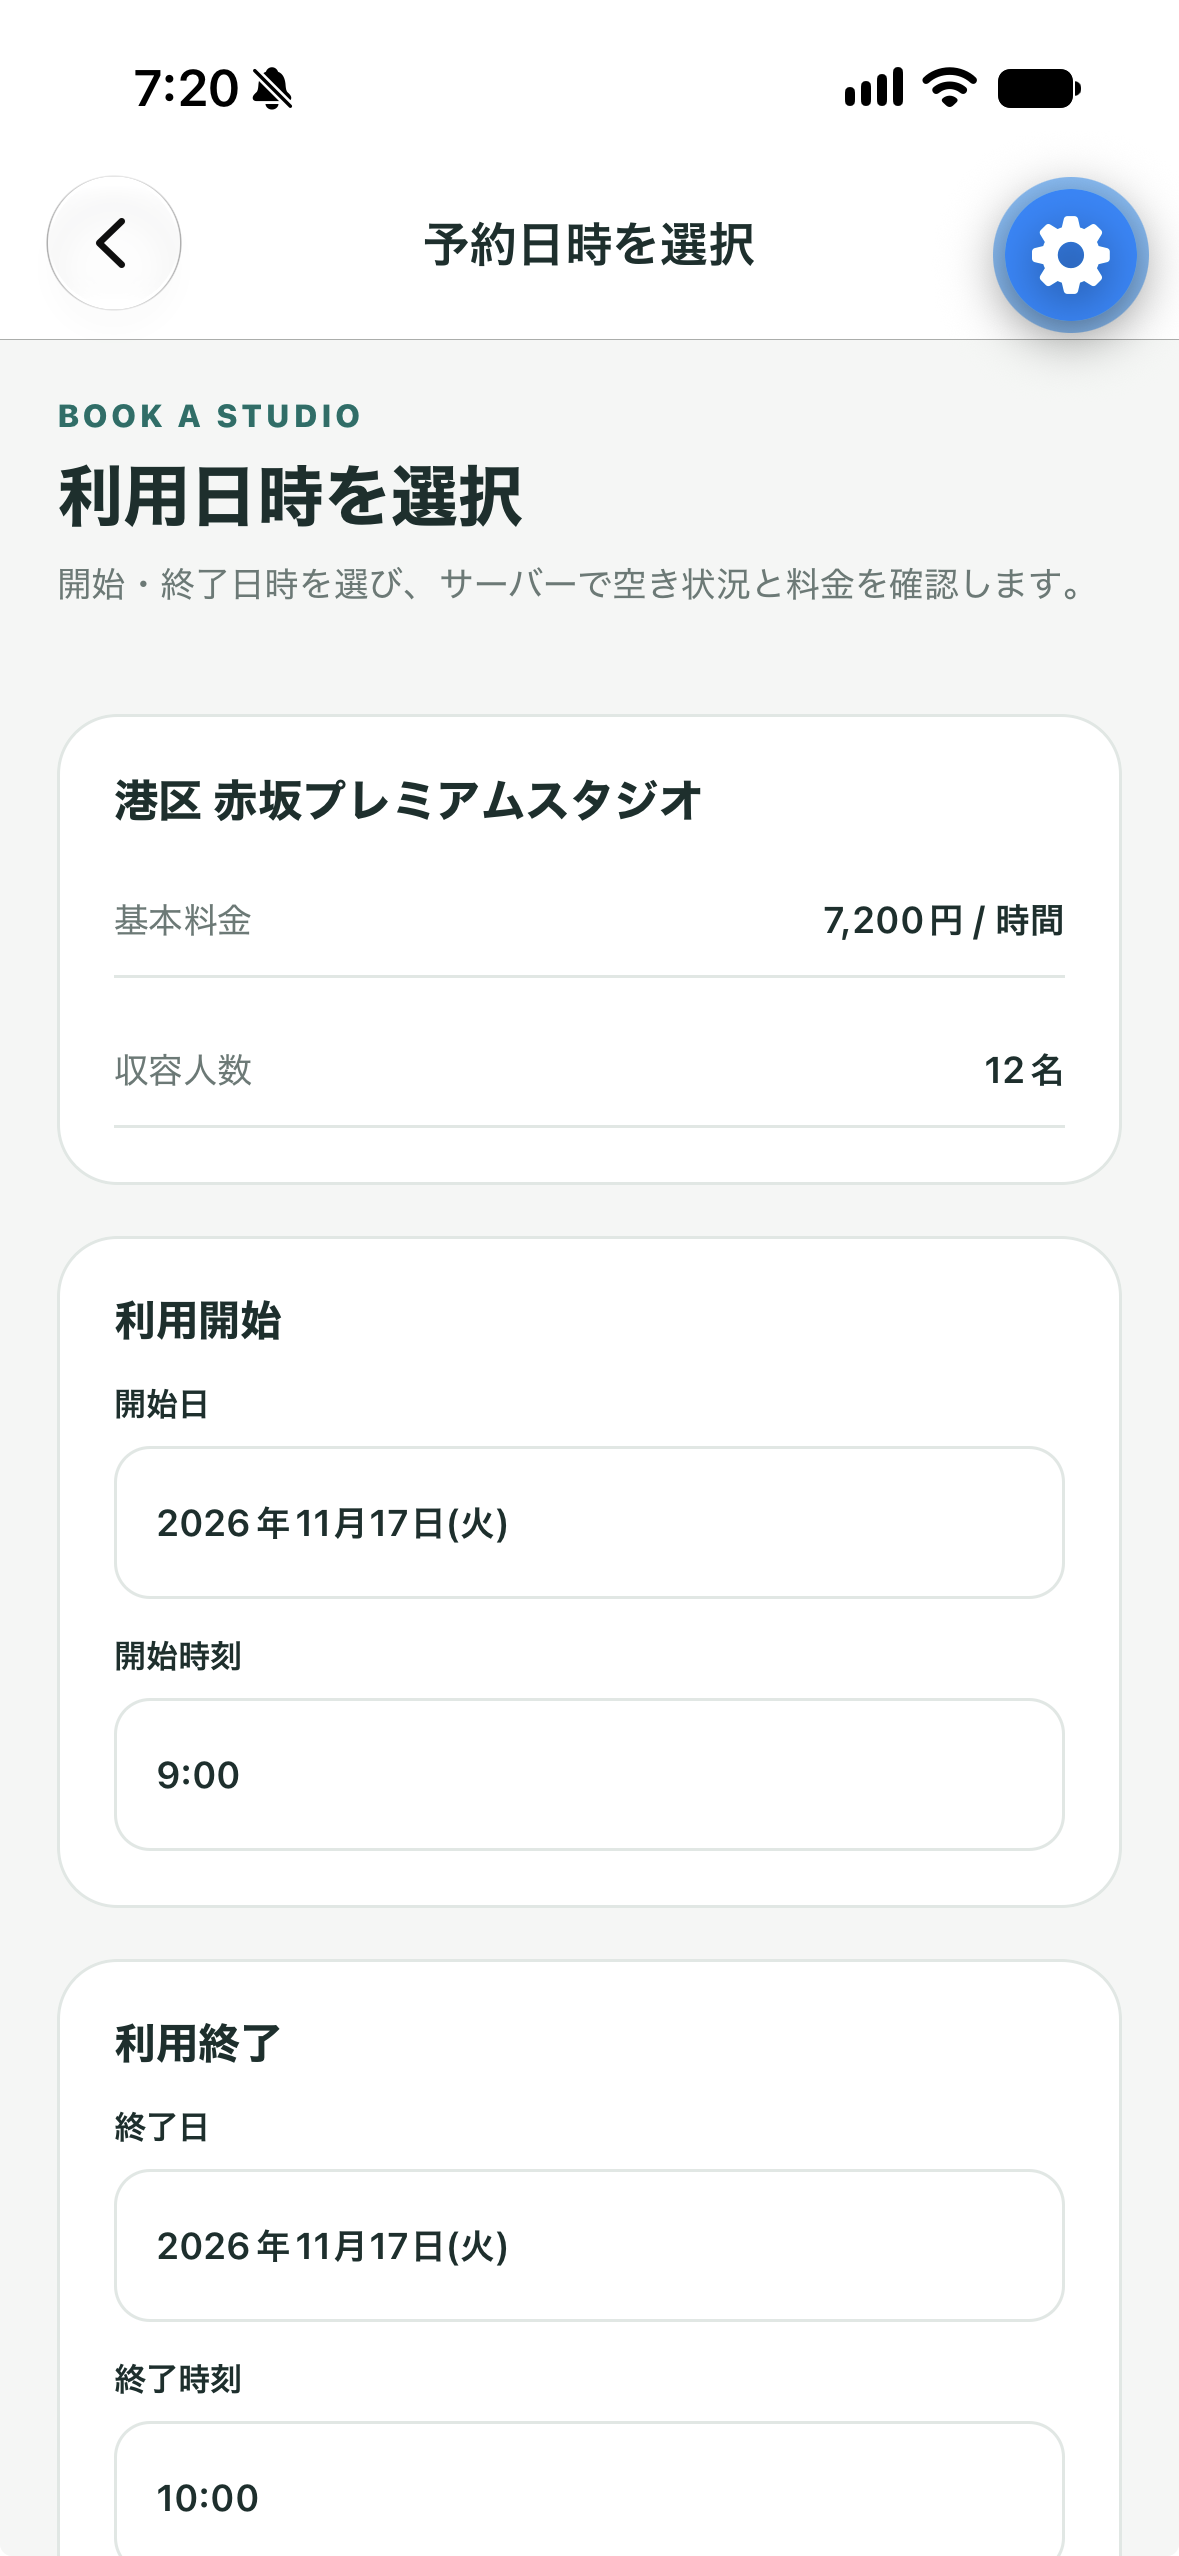 7:20
予約日時を選択
BOOK A STUDIO
利用日時を選択
開始・終了日時を選び、サーバーで空き状況と料金を確認します。
港区 赤坂プレミアムスタジオ
基本料金 7,200円 / 時間
収容人数 12名
利用開始
開始日
2026年11月17日(火)
開始時刻
9:00
利用終了
終了日
2026年11月17日(火)
終了時刻
10:00